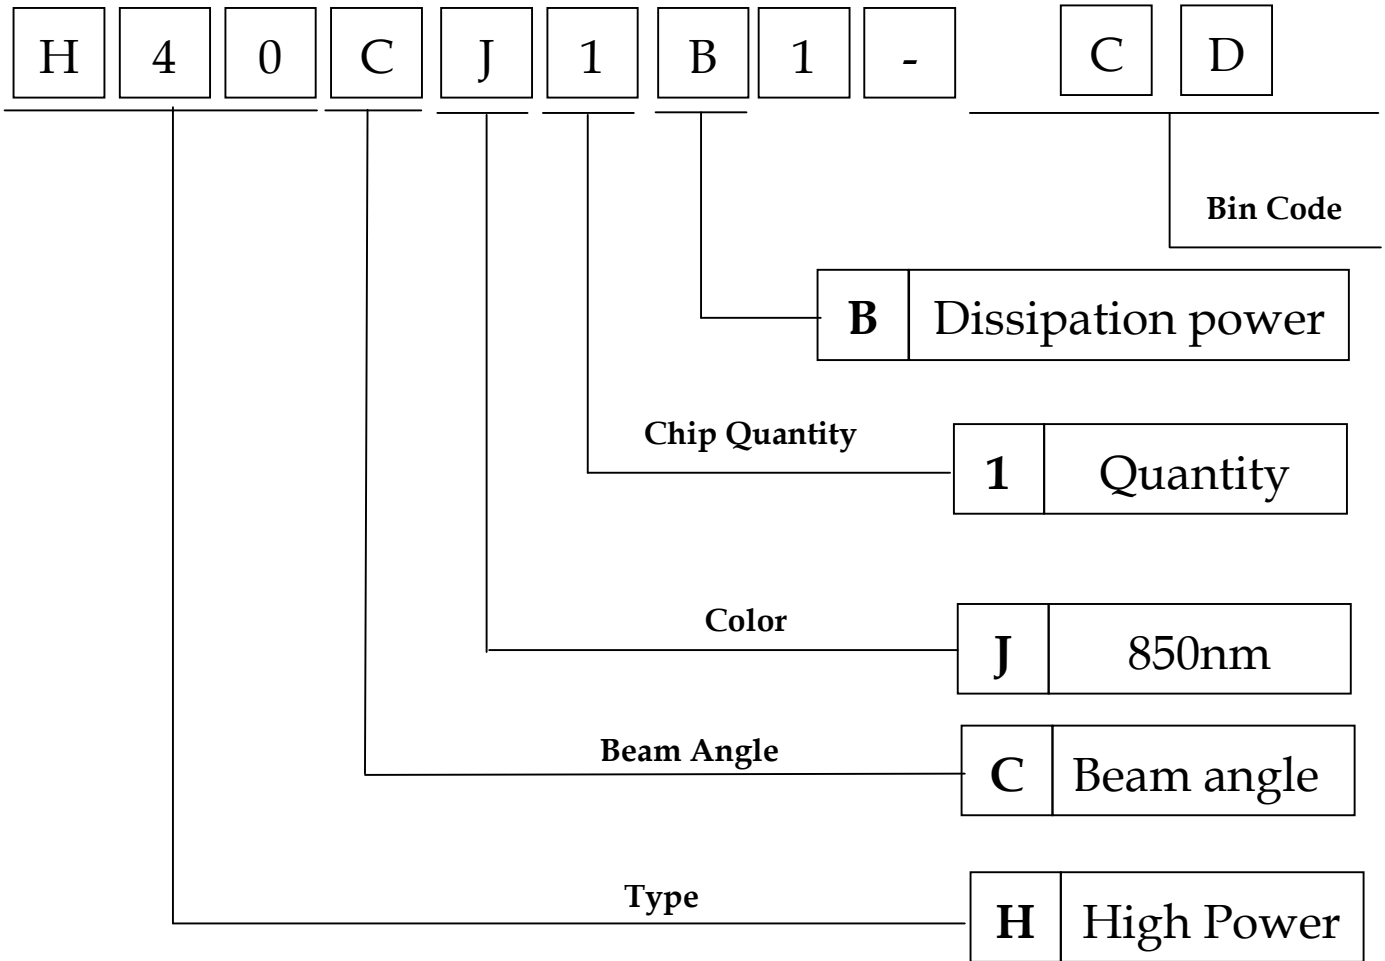 H 4 0 C J 1 B 1 - C D
Bin Code
B Dissipation power
Chip Quantity
1 Quantity
Color
J 850nm
Beam Angle
C Beam angle
Type
H High Power